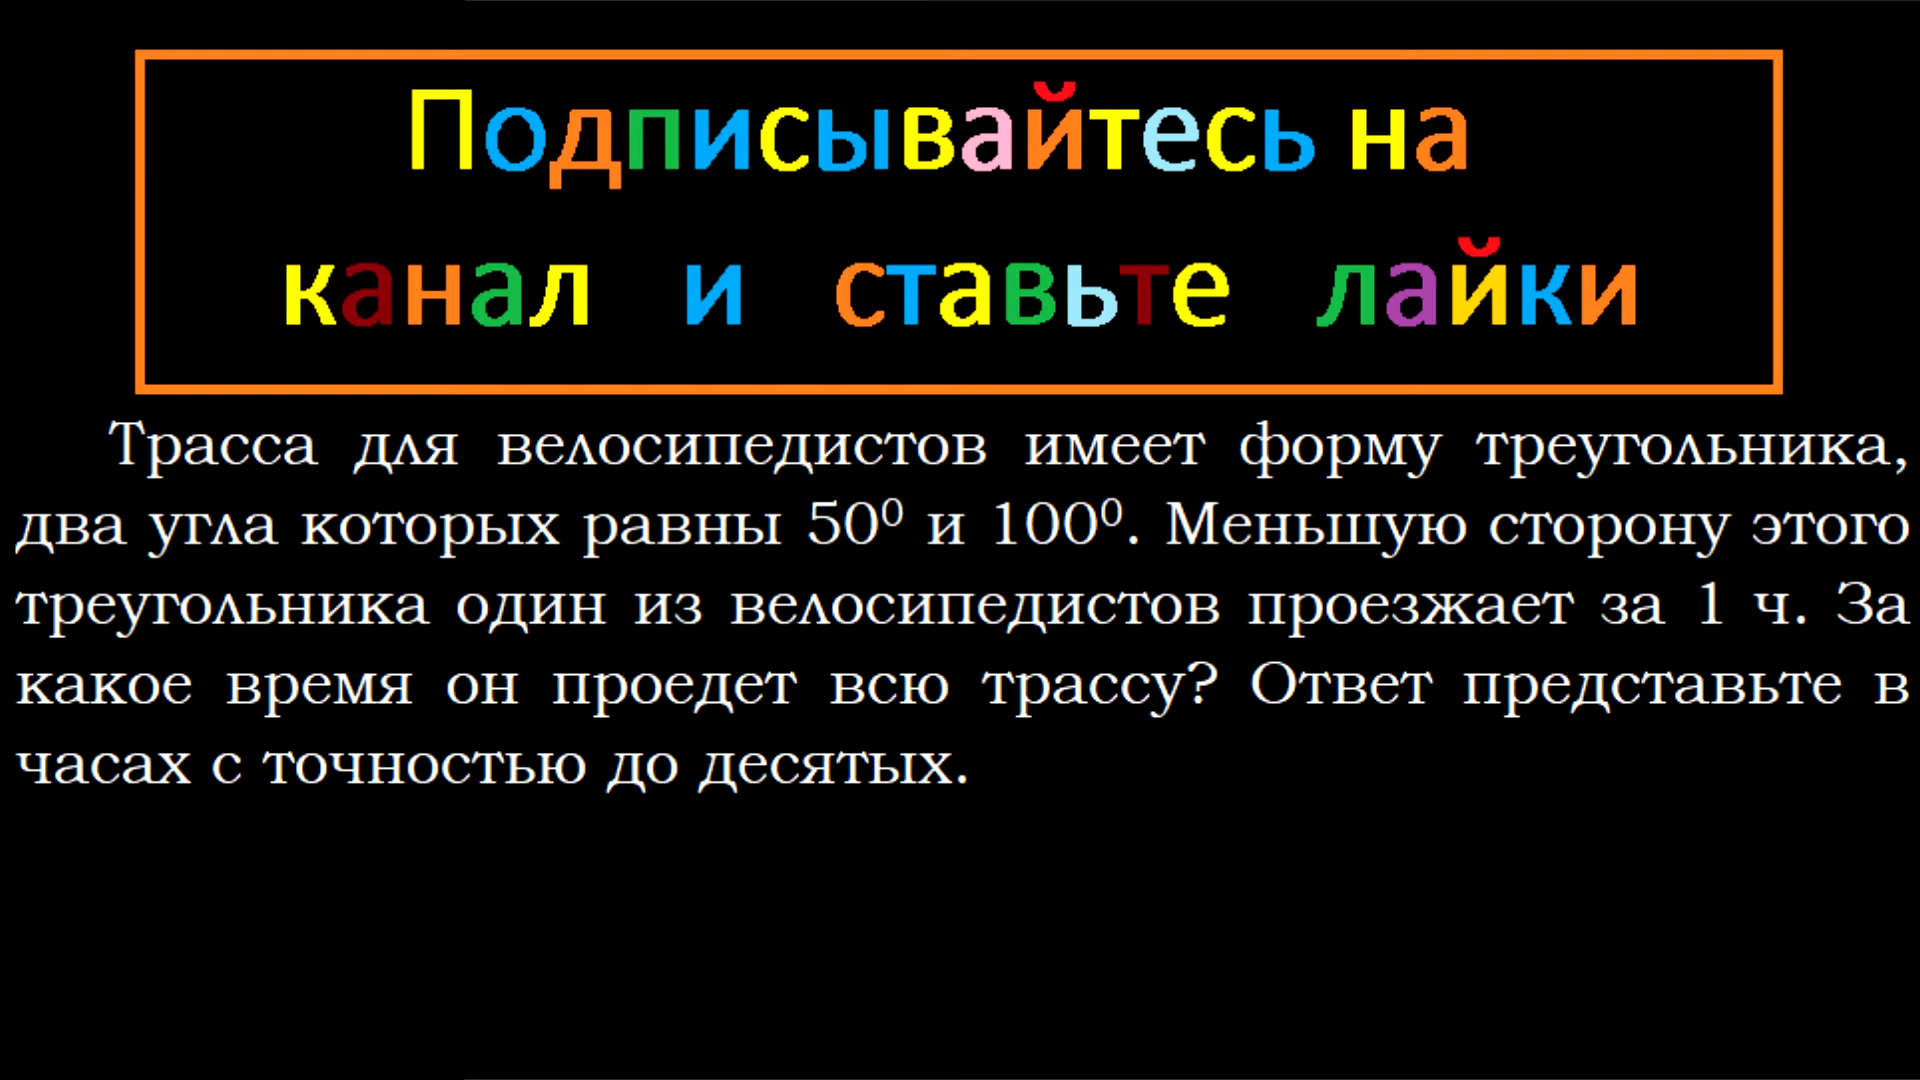 Подписывайтесь на
канал и ставьте лайки
Трасса для велосипедистов имеет форму треугольника,
два угла которых равны 50⁰ и 100⁰. Меньшую сторону этого
треугольника один из велосипедистов проезжает за 1 ч. За
какое время он проедет всю трассу? Ответ представьте в
часах с точностью до десятых.